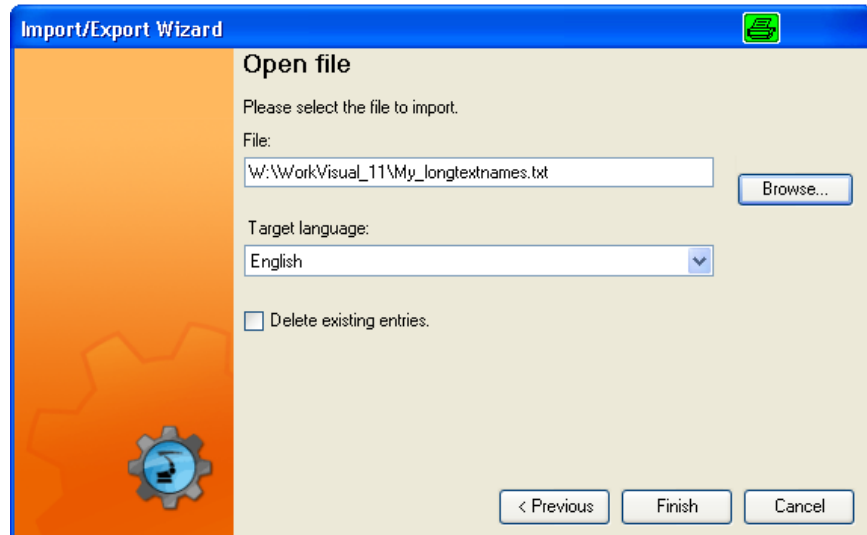 Import/Export Wizard
Open file
Please select the file to import.
File:
W:\WorkVisual_11\My_longtextnames.txt
Browse...
Target language:
English
Delete existing entries.
< Previous
Finish
Cancel